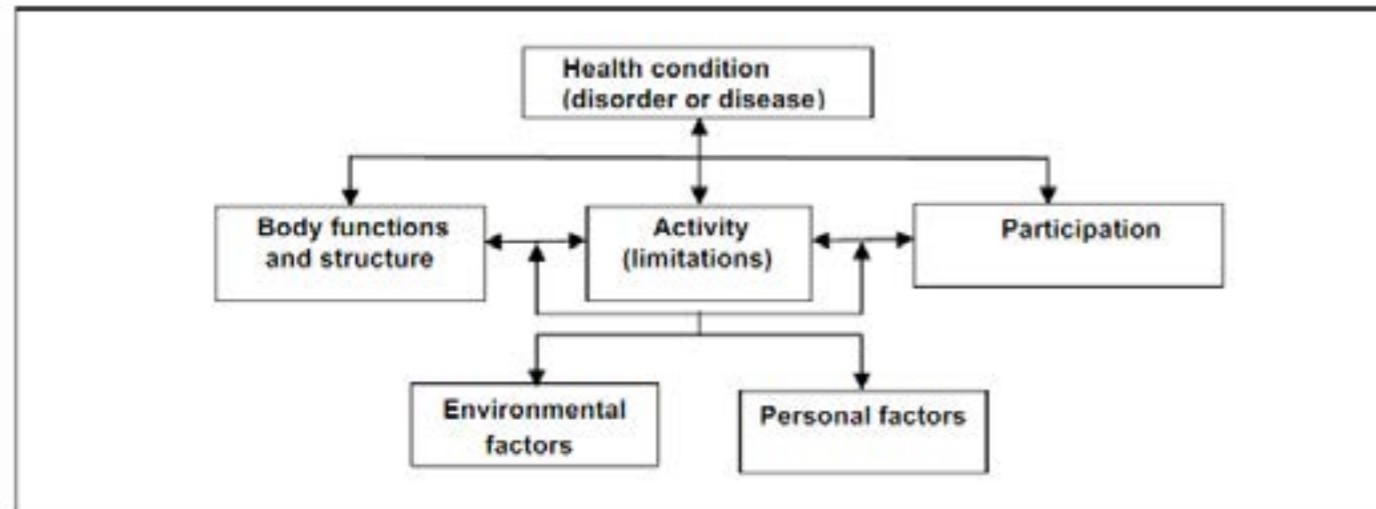 Health condition
(disorder or disease)
Body functions
and structure
Activity
(limitations)
Participation
Environmental
factors
Personal factors